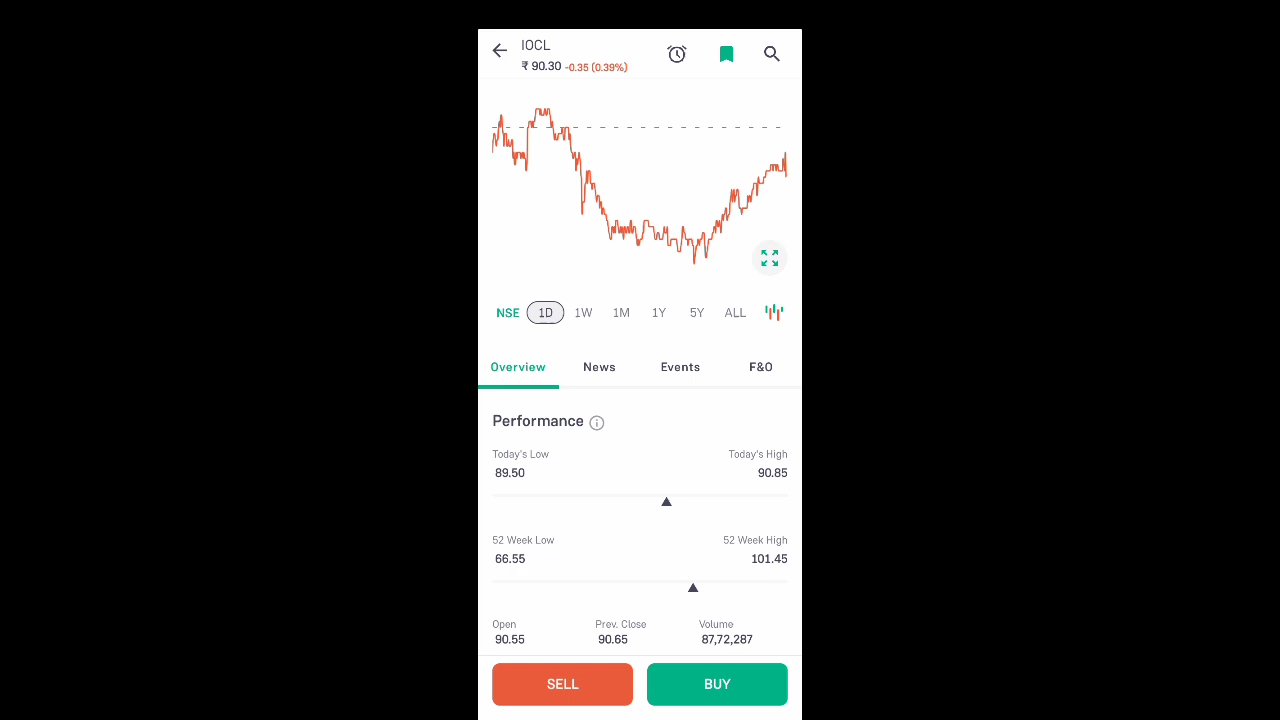 IOCL
₹ 90.30 -0.35 (0.39%)
NSE 1D 1W 1M 1Y 5Y ALL
Overview News Events F&O
Performance
Today's Low Today's High
89.50 90.85
52 Week Low 52 Week High
66.55 101.45
Open Prev. Close Volume
90.55 90.65 87,72,287
SELL BUY